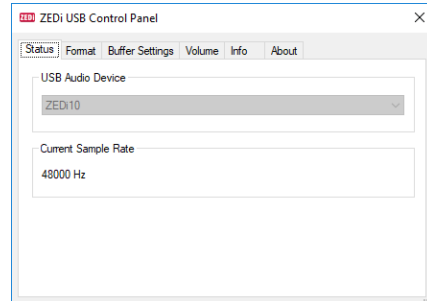 ZEDi ZEDi USB Control Panel
Status Format Buffer Settings Volume Info About
USB Audio Device
ZEDi10
Current Sample Rate
48000 Hz